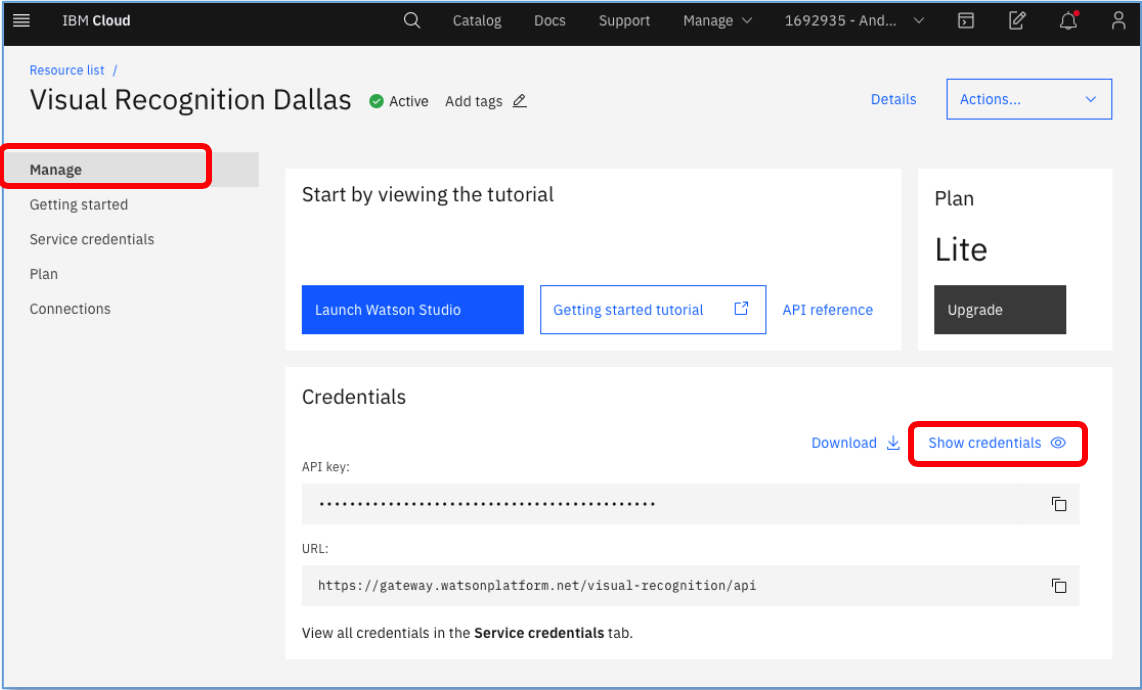 IBM Cloud Catalog Docs Support Manage 1692935 - And...
Resource list /
Visual Recognition Dallas Active Add tags Details Actions...
Manage
Getting started
Service credentials
Plan
Connections
Start by viewing the tutorial
Launch Watson Studio Getting started tutorial API reference
Plan
Lite
Upgrade
Credentials
Download Show credentials
API key:
••••••••••••••••••••••••••••••••••••••••••••
URL:
https://gateway.watsonplatform.net/visual-recognition/api
View all credentials in the Service credentials tab.